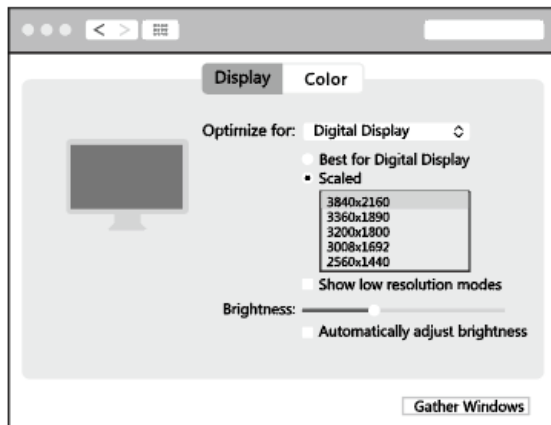 Display Color
Optimize for: Digital Display
Best for Digital Display
Scaled
3840x2160
3360x1890
3200x1800
3008x1692
2560x1440
Show low resolution modes
Brightness:
Automatically adjust brightness
Gather Windows